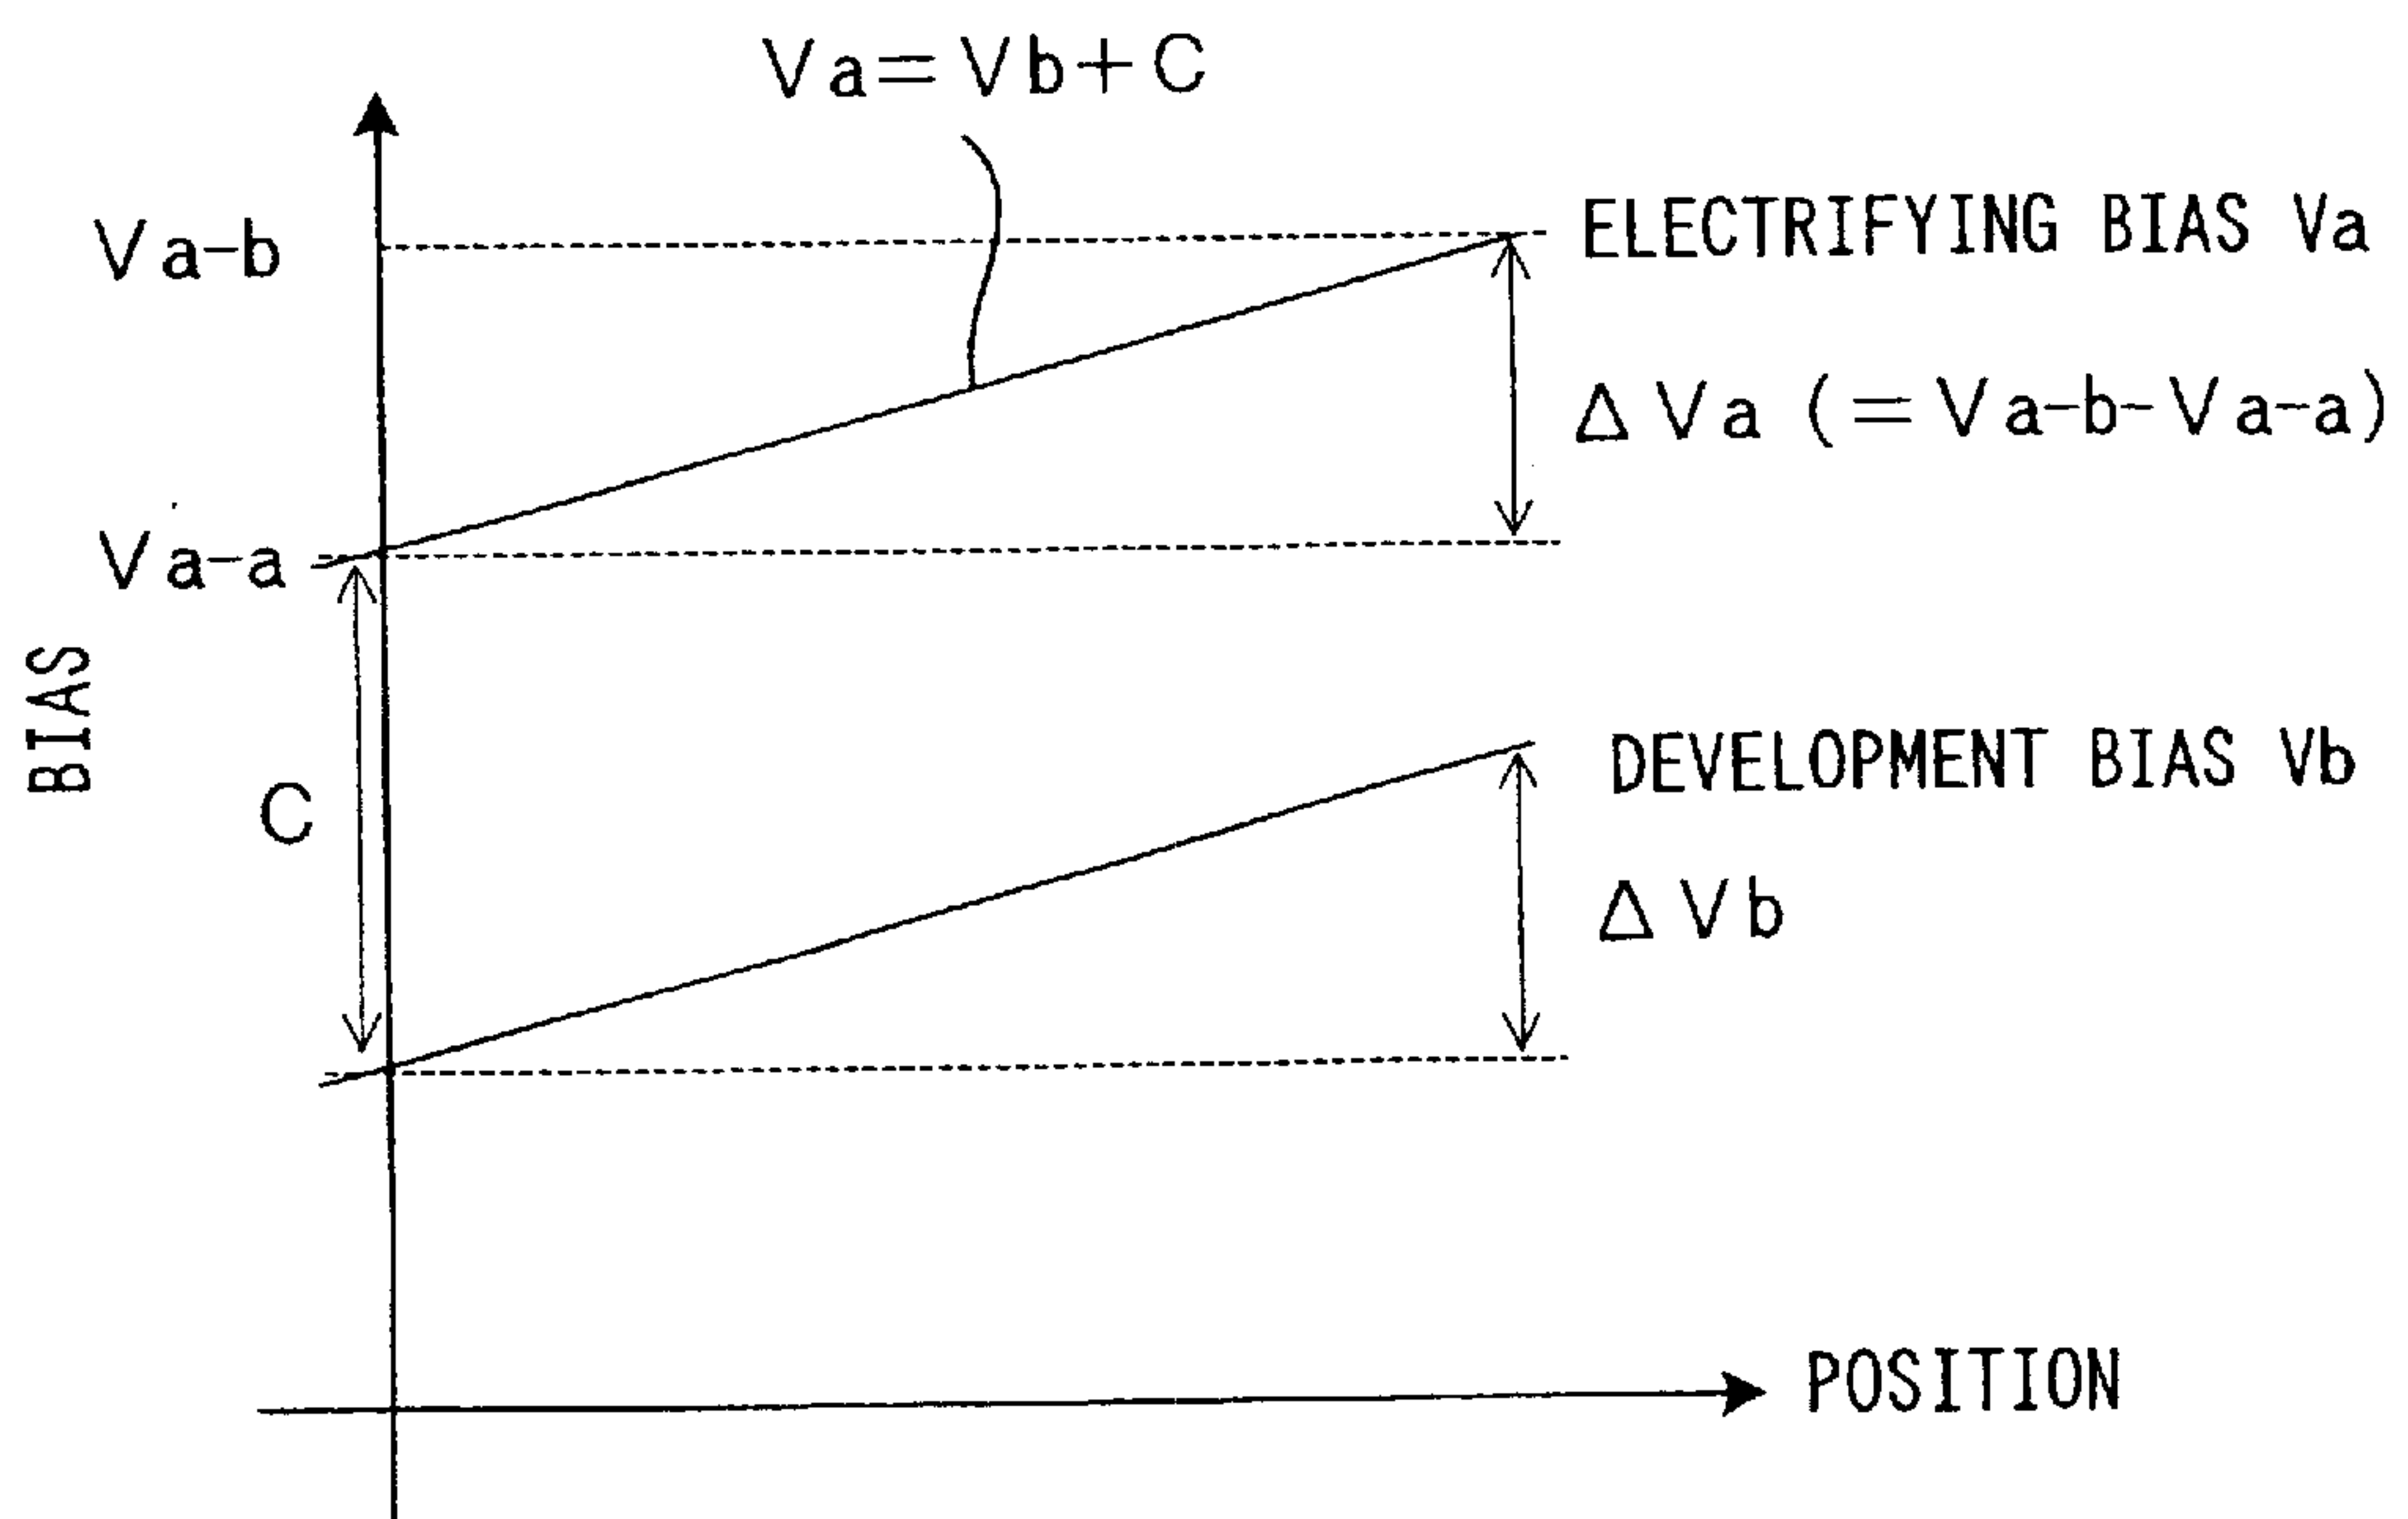 Va=Vb+C
Va-b
ELECTRIFYING BIAS Va
ΔVa (=Va-b-Va-a)
Va-a
BIAS
C
DEVELOPMENT BIAS Vb
ΔVb
POSITION